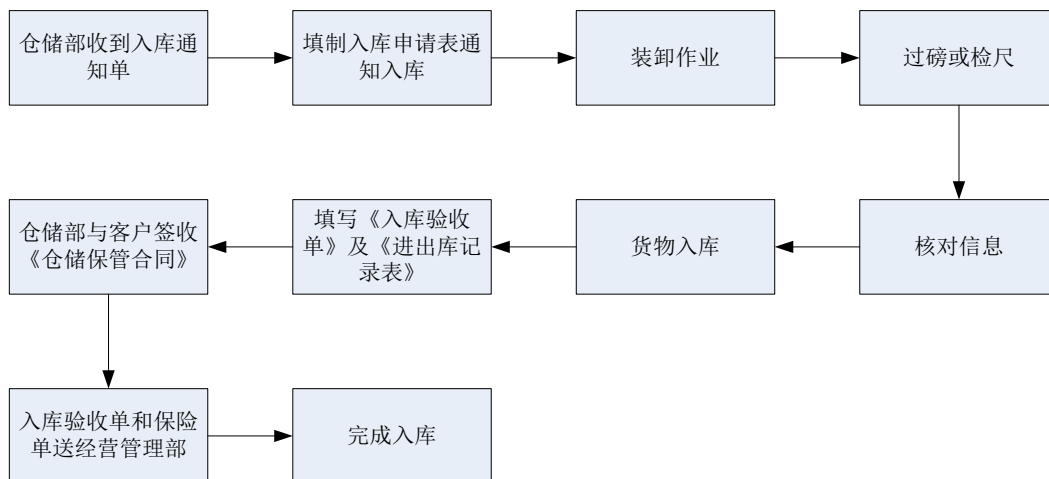 仓储部收到入库通
知单
填制入库申请表通
知入库
装卸作业
过磅或检尺
核对信息
货物入库
填写《入库验收
单》及《进出库记
录表》
仓储部与客户签收
《仓储保管合同》
入库验收单和保险
单送经营管理部
完成入库